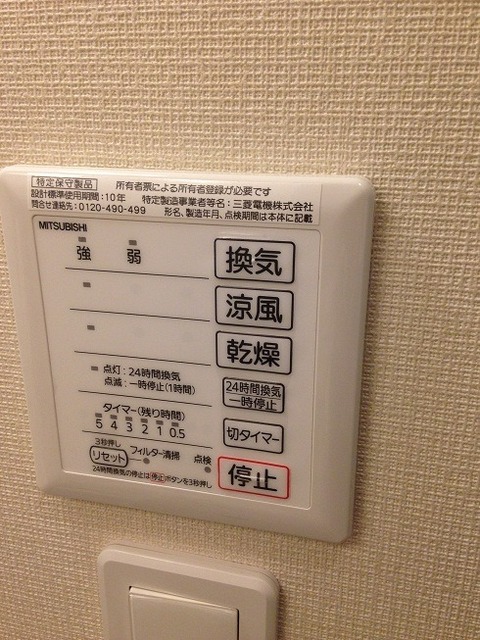 特定保守製品 所有者票による所有者登録が必要です
設計標準使用期間：10年 特定製造事業者等名：三菱電機株式会社
問合せ連絡先：0120-490-499 形名、製造年月、点検期間は本体に記載
MITSUBISHI
強 弱 換気
涼風
乾燥
点灯：24時間換気
点滅：一時停止(1時間)
24時間換気
一時停止
タイマー(残り時間)
5 4 3 2 1 0.5
切タイマー
3秒押し
リセット フィルター清掃 点検
停止
24時間換気の停止は停止ボタンを3秒押し